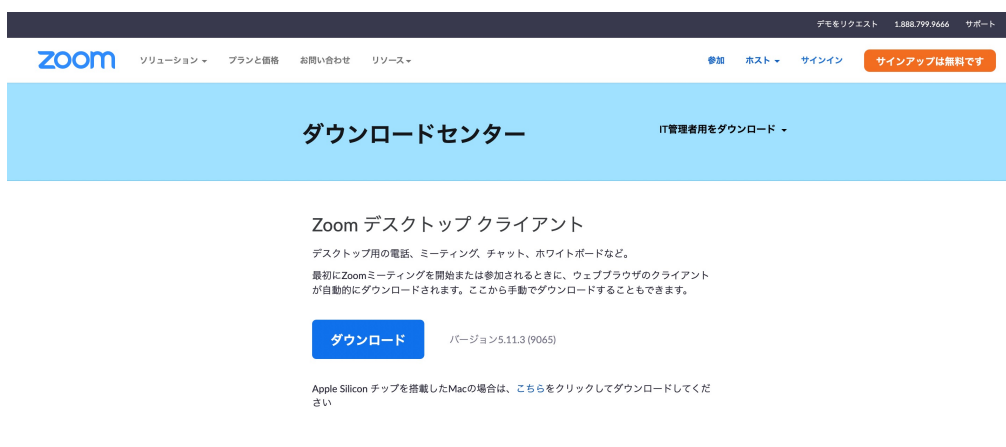 デモをリクエスト 1.888.799.9666 サポート
zoom ソリューション プランと価格 お問い合わせ リソース 参加 ホスト サインイン サインアップは無料です
ダウンロードセンター IT管理者用をダウンロード
Zoom デスクトップ クライアント
デスクトップ用の電話、ミーティング、チャット、ホワイトボードなど。
最初にZoomミーティングを開始または参加されるときに、ウェブブラウザのクライアント
が自動的にダウンロードされます。ここから手動でダウンロードすることもできます。
ダウンロード バージョン5.11.3 (9065)
Apple Silicon チップを搭載したMacの場合は、こちらをクリックしてダウンロードしてくだ
さい